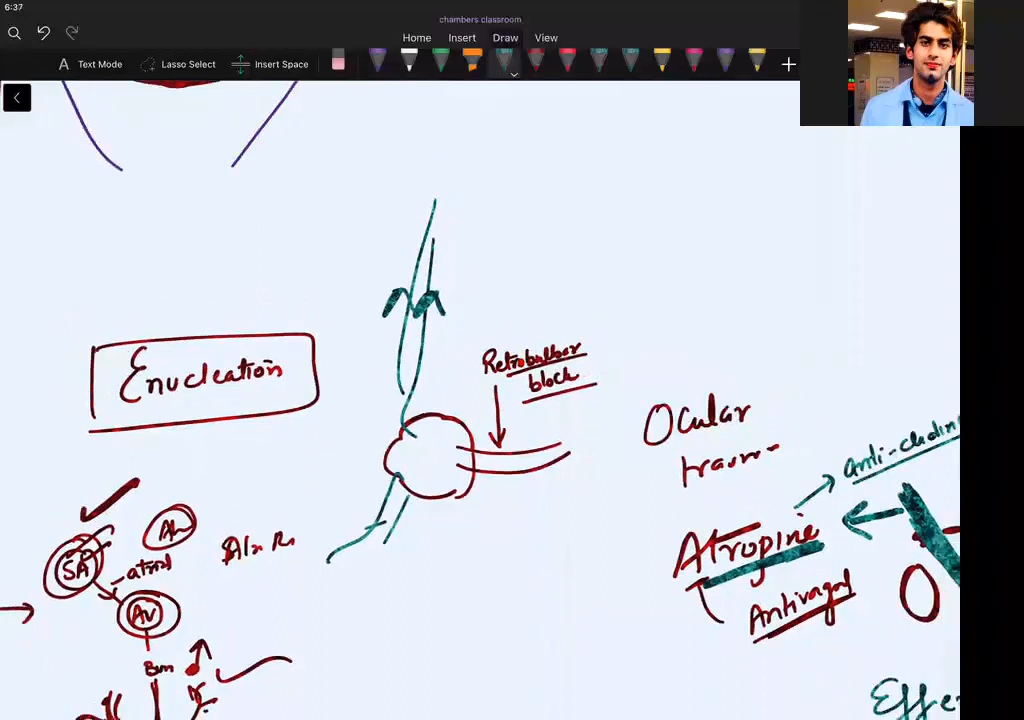 6:37
chambers classroom
Home Insert Draw View
Text Mode Lasso Select Insert Space
Retrobulbar
block
Enucleation
Ocular
Anti-cholin
Atropine
Antivagal
SA
atrial
AV
Effe